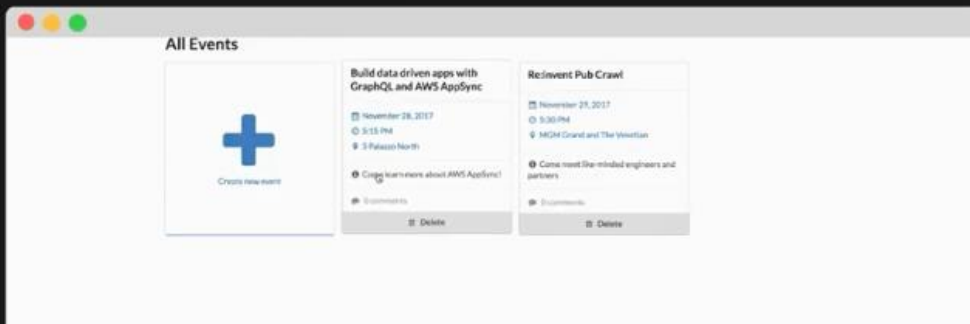 All Events
Create new event
Build data driven apps with
GraphQL and AWS AppSync
November 28, 2017
5:15 PM
3 Palazzo North
Come learn more about AWS AppSync!
0 comments
Delete
Re:Invent Pub Crawl
November 29, 2017
5:30 PM
MGM Grand and The Venetian
Come meet like-minded engineers and
partners
0 comments
Delete